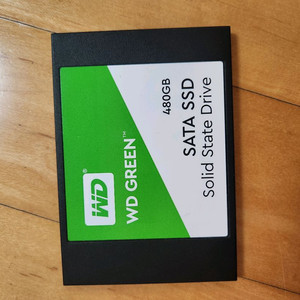 WD®
WD GREEN™
480GB
SATA SSD
Solid State Drive